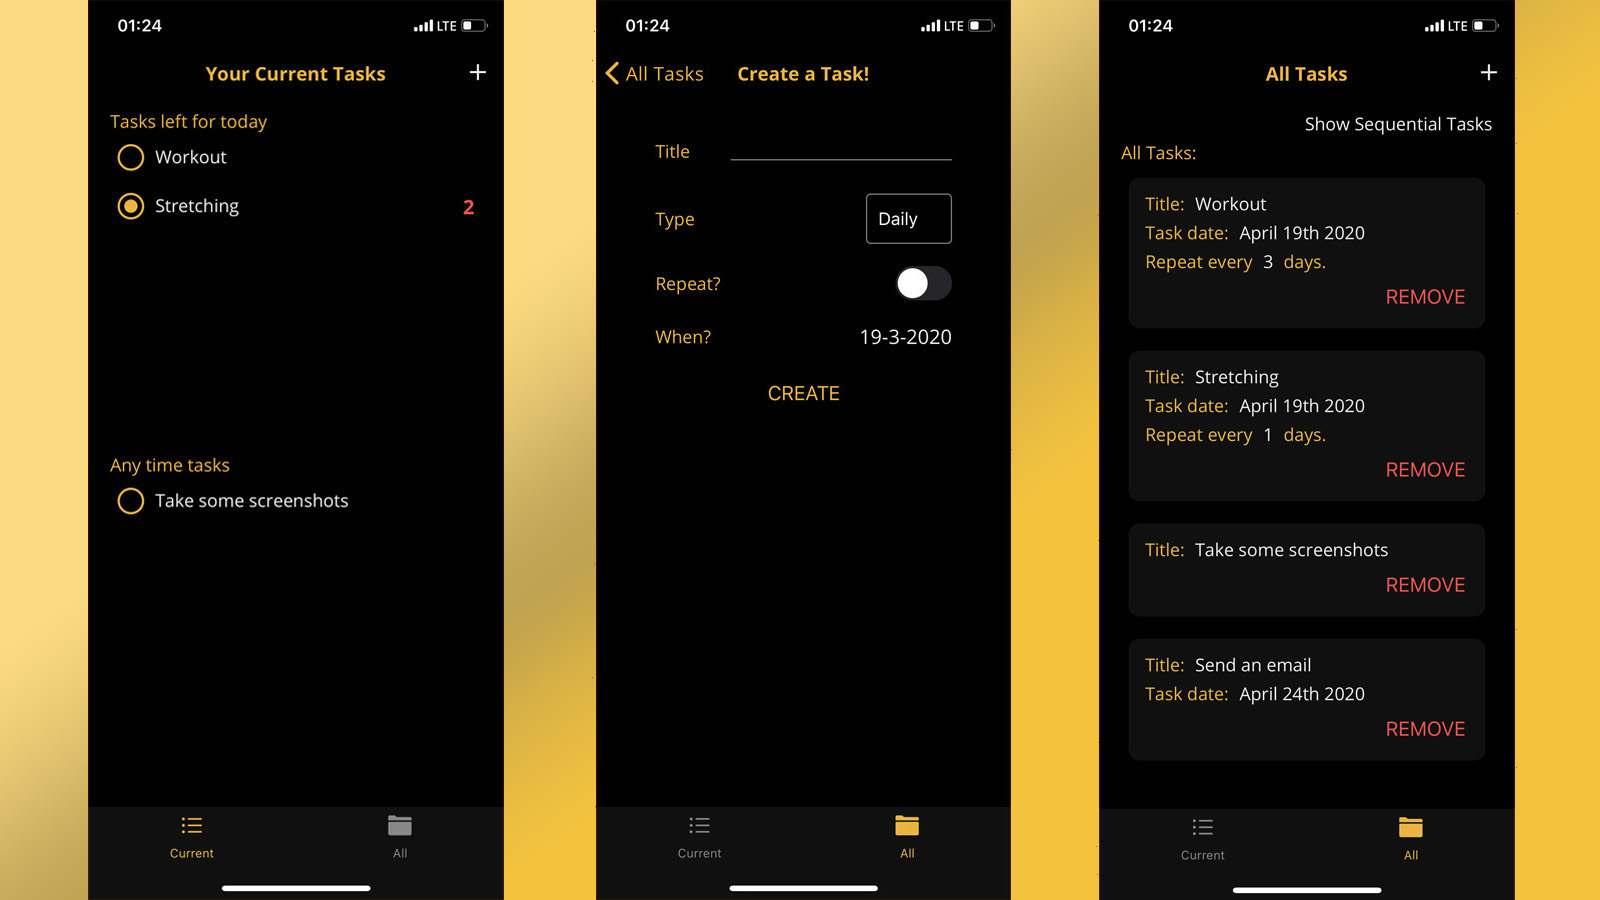 01:24
LTE
Your Current Tasks
+
Tasks left for today
Workout
Stretching
2
Any time tasks
Take some screenshots
Current
All
01:24
LTE
All Tasks
Create a Task!
Title
Type
Daily
Repeat?
When?
19-3-2020
CREATE
Current
All
01:24
LTE
All Tasks
+
Show Sequential Tasks
All Tasks:
Title: Workout
Task date: April 19th 2020
Repeat every 3 days.
REMOVE
Title: Stretching
Task date: April 19th 2020
Repeat every 1 days.
REMOVE
Title: Take some screenshots
REMOVE
Title: Send an email
Task date: April 24th 2020
REMOVE
Current
All